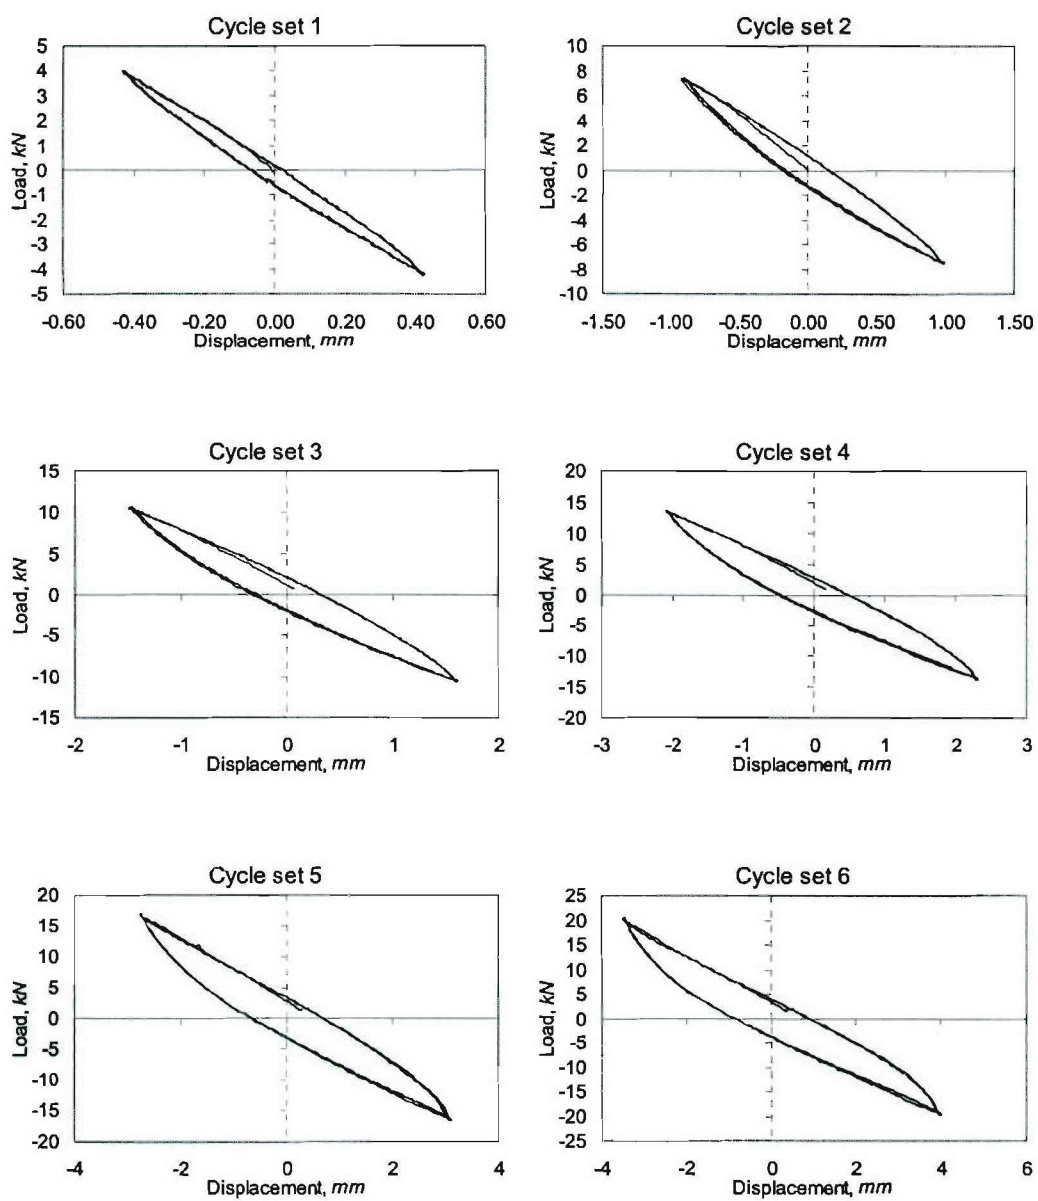 Cycle set 1
5
4
3
2
1
0
-1
-2
-3
-4
-5
Load, kN
-0.60 -0.40 -0.20 0.00 0.20 0.40 0.60
Displacement, mm
Cycle set 2
10
8
6
4
2
0
-2
-4
-6
-8
-10
Load, kN
-1.50 -1.00 -0.50 0.00 0.50 1.00 1.50
Displacement, mm
Cycle set 3
15
10
5
0
-5
-10
-15
Load, kN
-2 -1 0 1 2
Displacement, mm
Cycle set 4
20
15
10
5
0
-5
-10
-15
-20
Load, kN
-3 -2 -1 0 1 2 3
Displacement, mm
Cycle set 5
20
15
10
5
0
-5
-10
-15
-20
Load, kN
-4 -2 0 2 4
Displacement, mm
Cycle set 6
25
20
15
10
5
0
-5
-10
-15
-20
-25
Load, kN
-4 -2 0 2 4 6
Displacement, mm